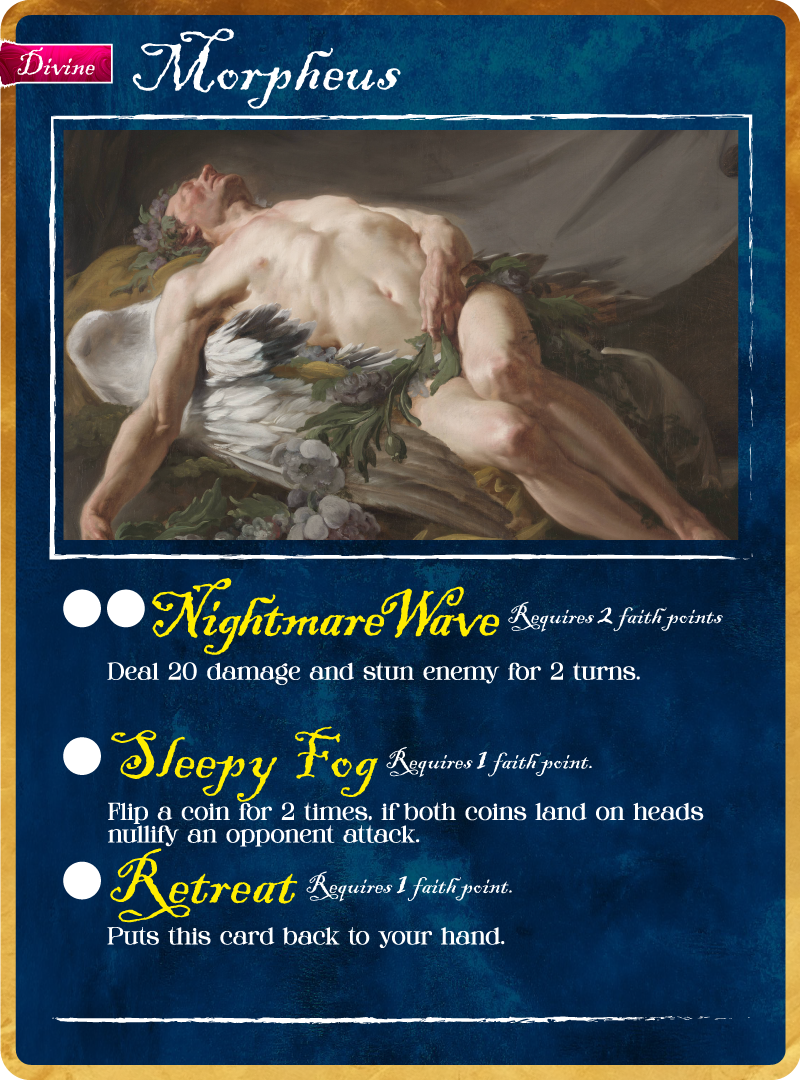 Divine
Morpheus
NightmareWave Requires 2 faith points
Deal 20 damage and stun enemy for 2 turns.
Sleepy Fog Requires 1 faith point.
Flip a coin for 2 times. if both coins land on heads
nullify an opponent attack.
Retreat Requires 1 faith point.
Puts this card back to your hand.